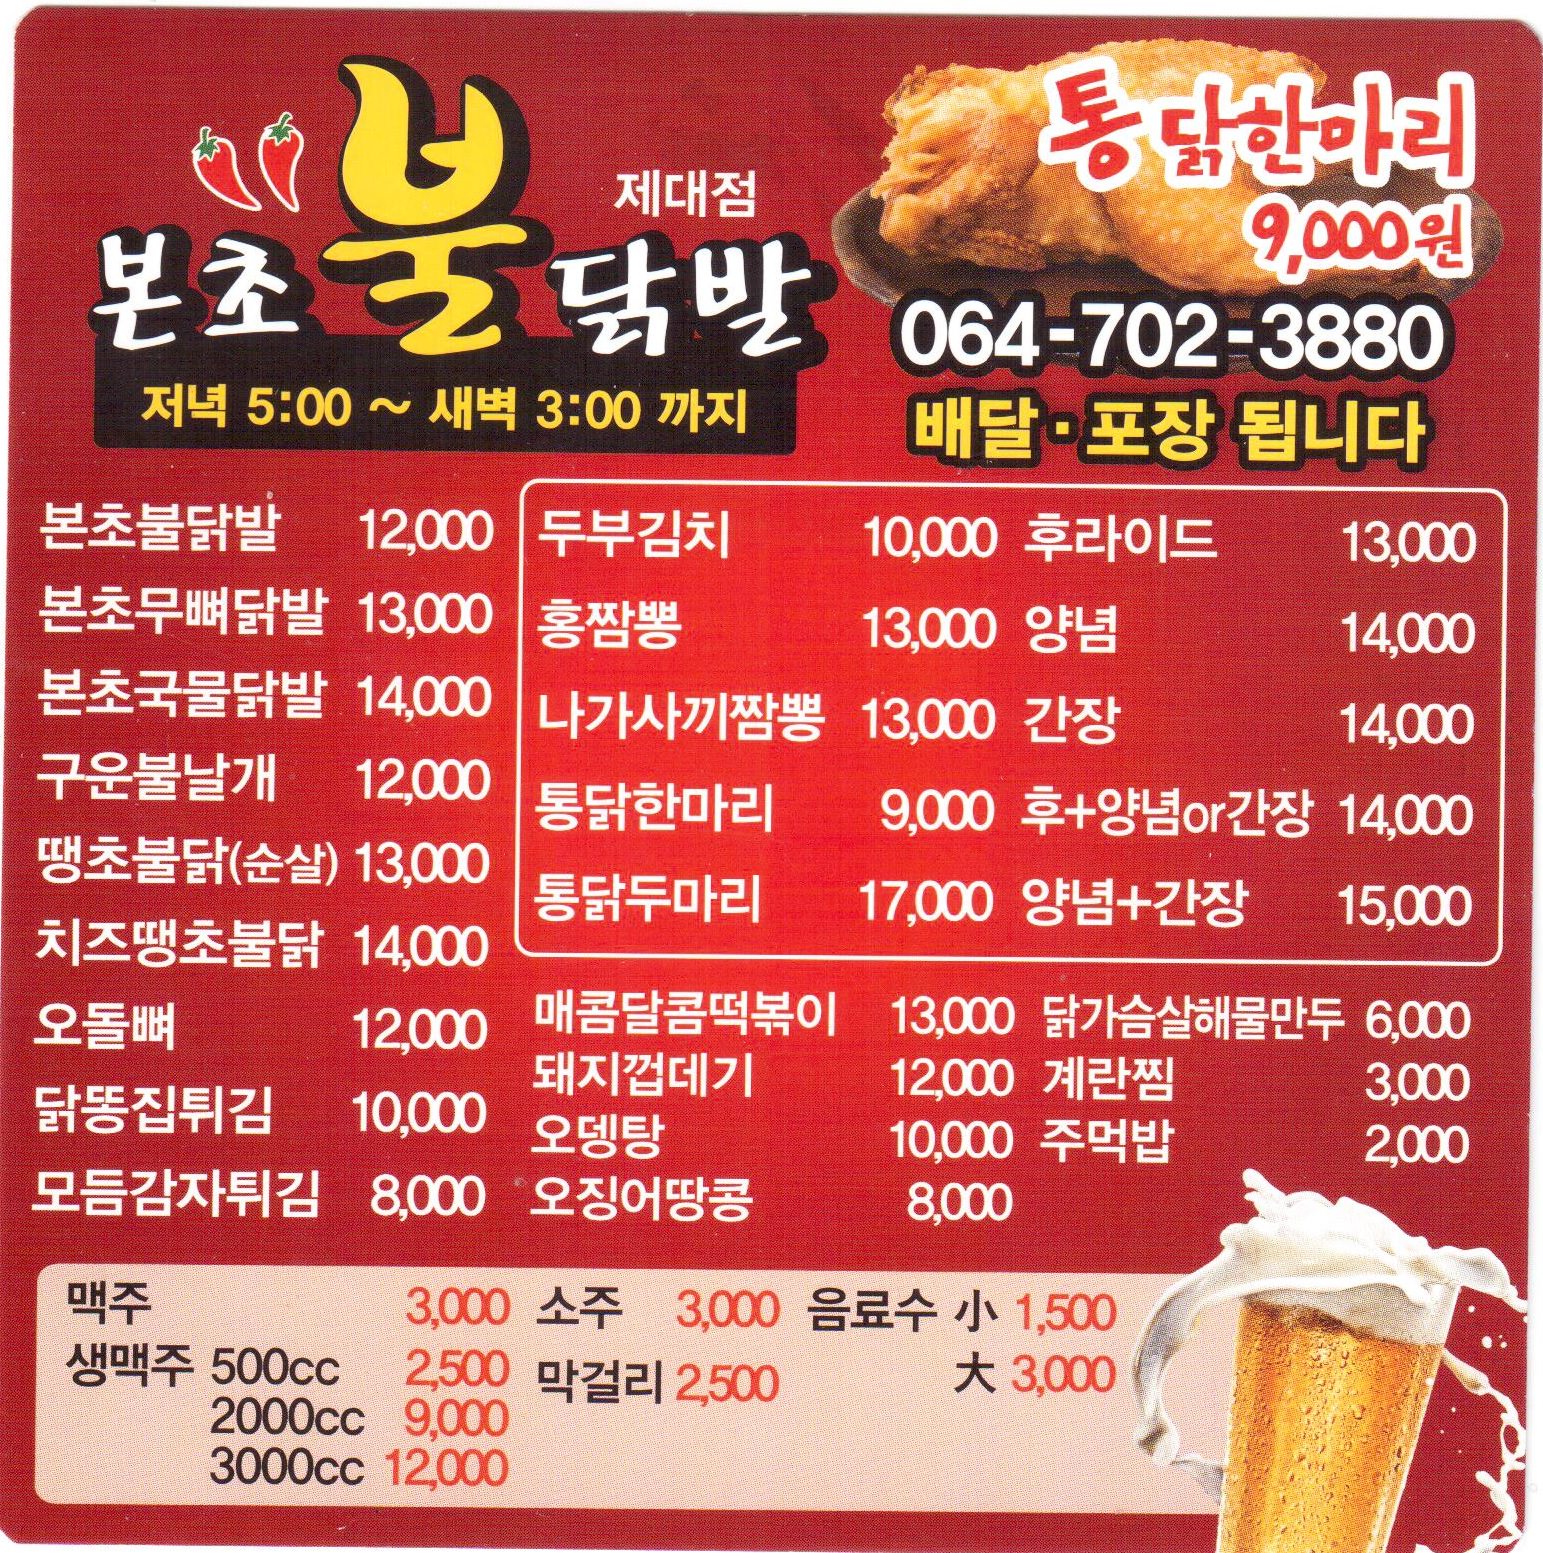 제대점
본초불닭발
저녁 5:00 ~ 새벽 3:00 까지
통닭한마리
9,000원
064-702-3880
배달·포장 됩니다
본초불닭발 12,000
본초무뼈닭발 13,000
본초국물닭발 14,000
구운불날개 12,000
땡초불닭(순살) 13,000
치즈땡초불닭 14,000
오돌뼈 12,000
닭똥집튀김 10,000
모듬감자튀김 8,000
두부김치 10,000 후라이드 13,000
홍짬뽕 13,000 양념 14,000
나가사끼짬뽕 13,000 간장 14,000
통닭한마리 9,000 후+양념or간장 14,000
통닭두마리 17,000 양념+간장 15,000
매콤달콤떡볶이 13,000 닭가슴살해물만두 6,000
돼지껍데기 12,000 계란찜 3,000
오뎅탕 10,000 주먹밥 2,000
오징어땅콩 8,000
맥주 3,000 소주 3,000 음료수 小 1,500
생맥주 500cc 2,500 막걸리 2,500 大 3,000
2000cc 9,000
3000cc 12,000